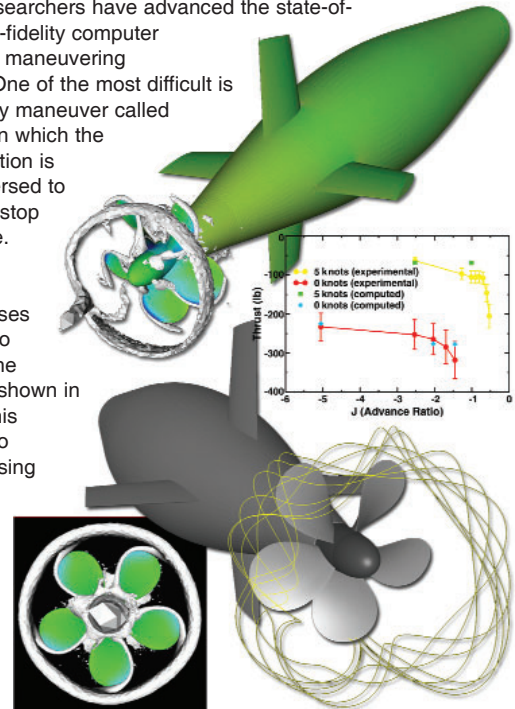 searchers have advanced the state-of-
-fidelity computer
maneuvering
One of the most difficult is
y maneuver called
n which the
tion is
ersed to
stop
e.
ses
o
he
shown in
his
o
sing
0
-100
-200
-300
-400
Thrust (lb)
5 knots (experimental)
0 knots (experimental)
5 knots (computed)
0 knots (computed)
-6 -5 -4 -3 -2 -1 0
J (Advance Ratio)